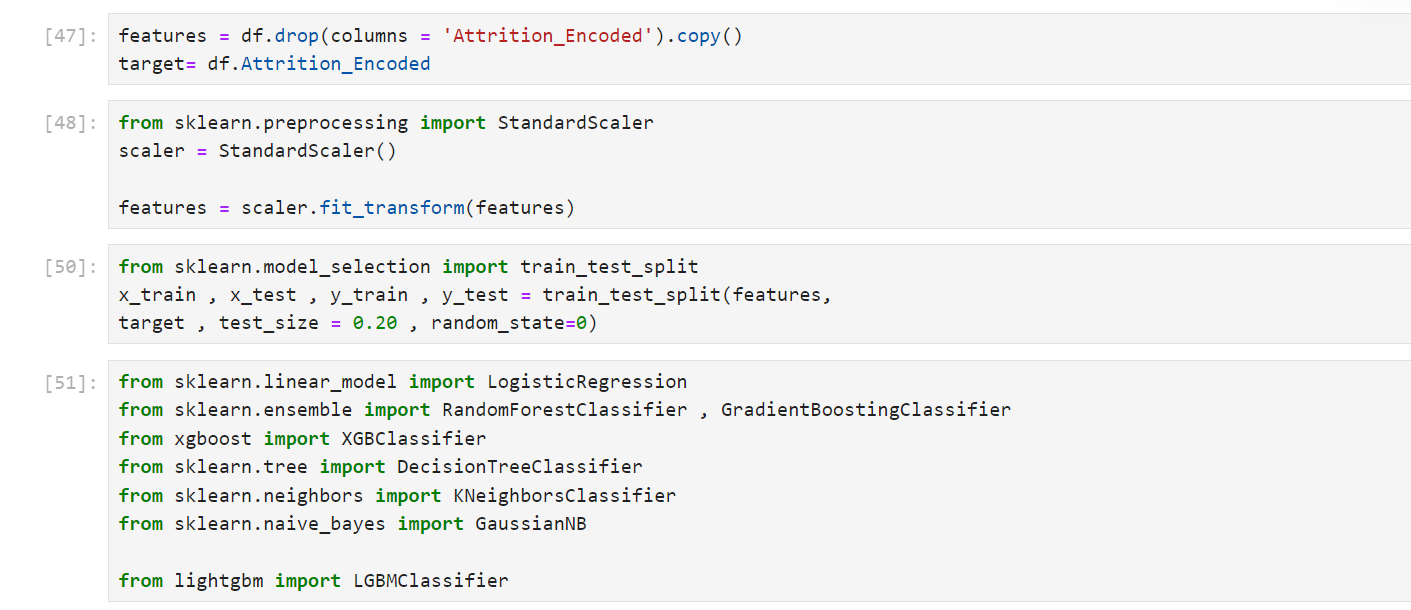 [47]: features = df.drop(columns = 'Attrition_Encoded').copy()
target= df.Attrition_Encoded
[48]: from sklearn.preprocessing import StandardScaler
scaler = StandardScaler()
features = scaler.fit_transform(features)
[50]: from sklearn.model_selection import train_test_split
x_train , x_test , y_train , y_test = train_test_split(features,
target , test_size = 0.20 , random_state=0)
[51]: from sklearn.linear_model import LogisticRegression
from sklearn.ensemble import RandomForestClassifier , GradientBoostingClassifier
from xgboost import XGBClassifier
from sklearn.tree import DecisionTreeClassifier
from sklearn.neighbors import KNeighborsClassifier
from sklearn.naive_bayes import GaussianNB
from lightgbm import LGBMClassifier